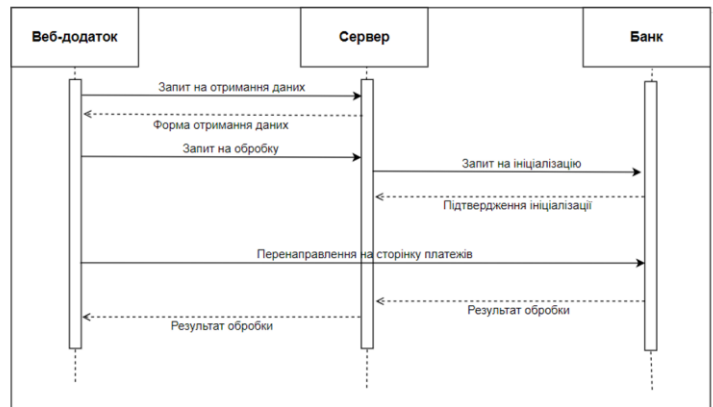 Веб-додаток
Сервер
Банк
Запит на отримання даних
Форма отримання даних
Запит на обробку
Запит на ініціалізацію
Підтвердження ініціалізації
Перенаправлення на сторінку платежів
Результат обробки
Результат обробки